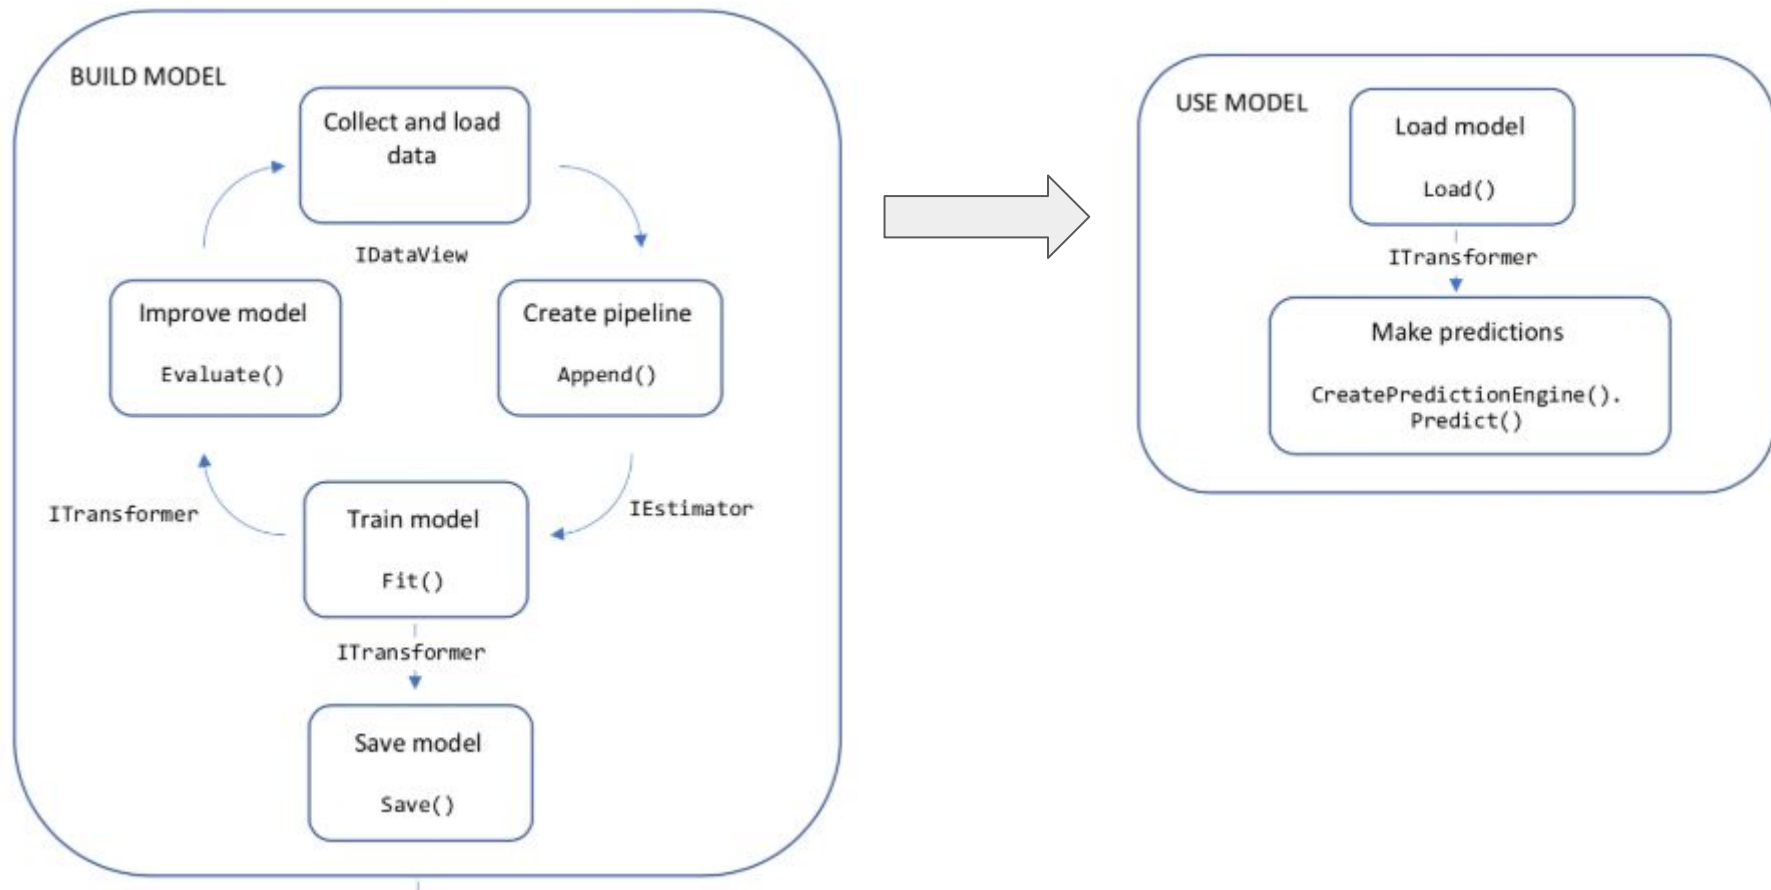 BUILD MODEL
Collect and load
data
IDataView
Improve model
Evaluate()
Create pipeline
Append()
ITransformer
IEstimator
Train model
Fit()
ITransformer
Save model
Save()
USE MODEL
Load model
Load()
ITransformer
Make predictions
CreatePredictionEngine().
Predict()